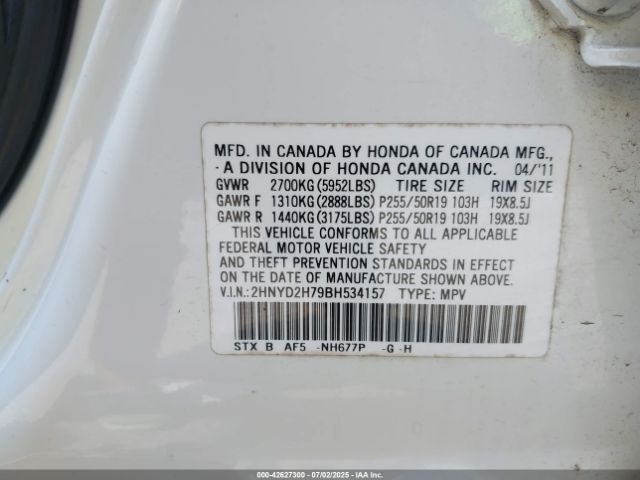 MFD. IN CANADA BY HONDA OF CANADA MFG.,
A DIVISION OF HONDA CANADA INC. 04/'11
GVWR 2700KG(5952LBS) TIRE SIZE RIM SIZE
GAWR F 1310KG(2888LBS) P255/50R19 103H 19X8.5J
GAWR R 1440KG(3175LBS) P255/50R19 103H 19X8.5J
THIS VEHICLE CONFORMS TO ALL APPLICABLE
FEDERAL MOTOR VEHICLE SAFETY
AND THEFT PREVENTION STANDARDS IN EFFECT
ON THE DATE OF MANUFACTURE SHOWN ABOVE.
V.I.N.:2HNYD2H79BH534157 TYPE: MPV
STX B AF5 -NH677P -G -H
000-42627300 - 07/02/2025 - IAAI.COM